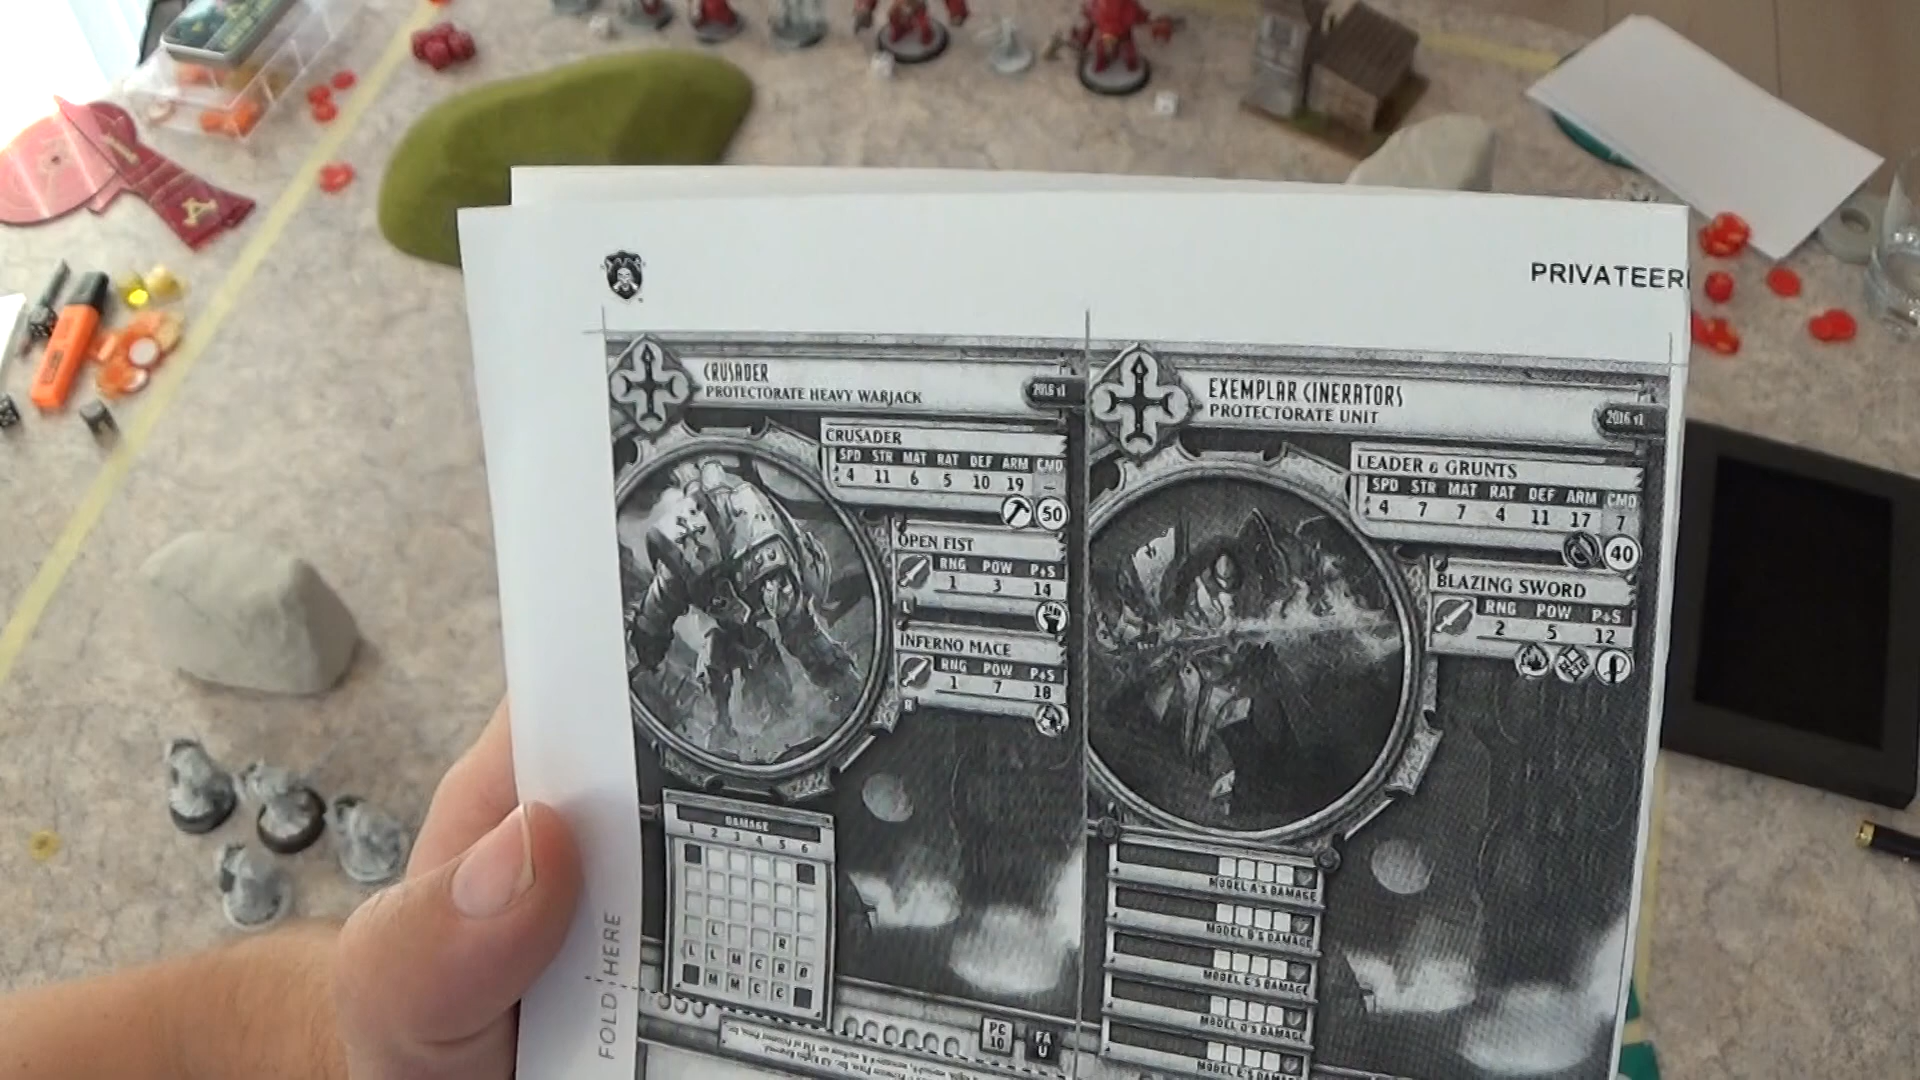 PRIVATEER
CRUSADER
PROTECTORATE HEAVY WARJACK
2016 v1
CRUSADER
SPD STR MAT RAT DEF ARM CMD
4 11 6 5 10 19 –
50
OPEN FIST
RNG POW P+S
1 3 14
L
INFERNO MACE
RNG POW P+S
1 7 18
R
DAMAGE
1 2 3 4 5 6
L R
L L M C R R
M M C C
PC
10
FA
U
EXEMPLAR CINERATORS
PROTECTORATE UNIT
2016 v1
LEADER & GRUNTS
SPD STR MAT RAT DEF ARM CMD
4 7 7 4 11 17 7
40
BLAZING SWORD
RNG POW P+S
2 5 12
MODEL A'S DAMAGE
MODEL B'S DAMAGE
MODEL C'S DAMAGE
MODEL D'S DAMAGE
MODEL E'S DAMAGE
FOLD HERE
A